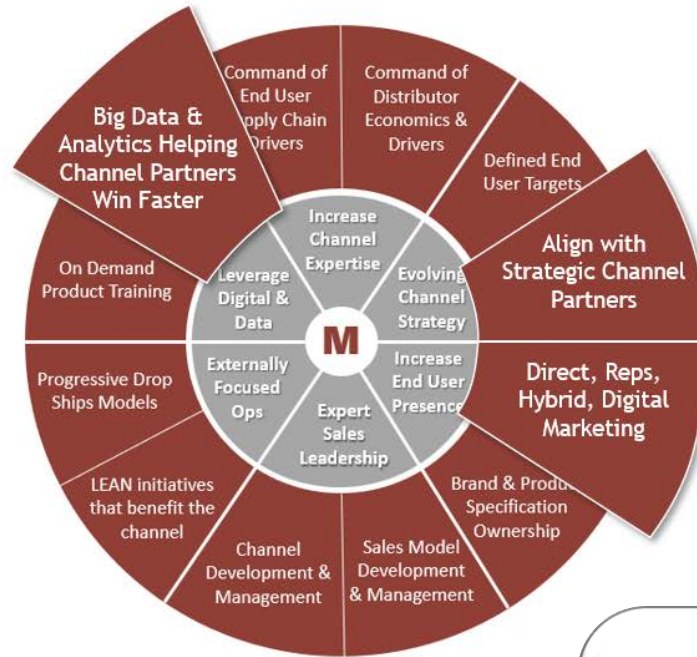 Command of
End User
Supply Chain
Drivers
Command of
Distributor
Economics &
Drivers
Defined End
User Targets
Align with
Strategic Channel
Partners
Direct, Reps,
Hybrid, Digital
Marketing
Brand & Product
Specification
Ownership
Sales Model
Development
& Management
Channel
Development &
Management
LEAN initiatives
that benefit the
channel
Progressive Drop
Ships Models
On Demand
Product Training
Big Data &
Analytics Helping
Channel Partners
Win Faster
Increase
Channel
Expertise
Evolving
Channel
Strategy
Increase
End User
Presence
Expert
Sales
Leadership
Externally
Focused
Ops
Leverage
Digital &
Data
M